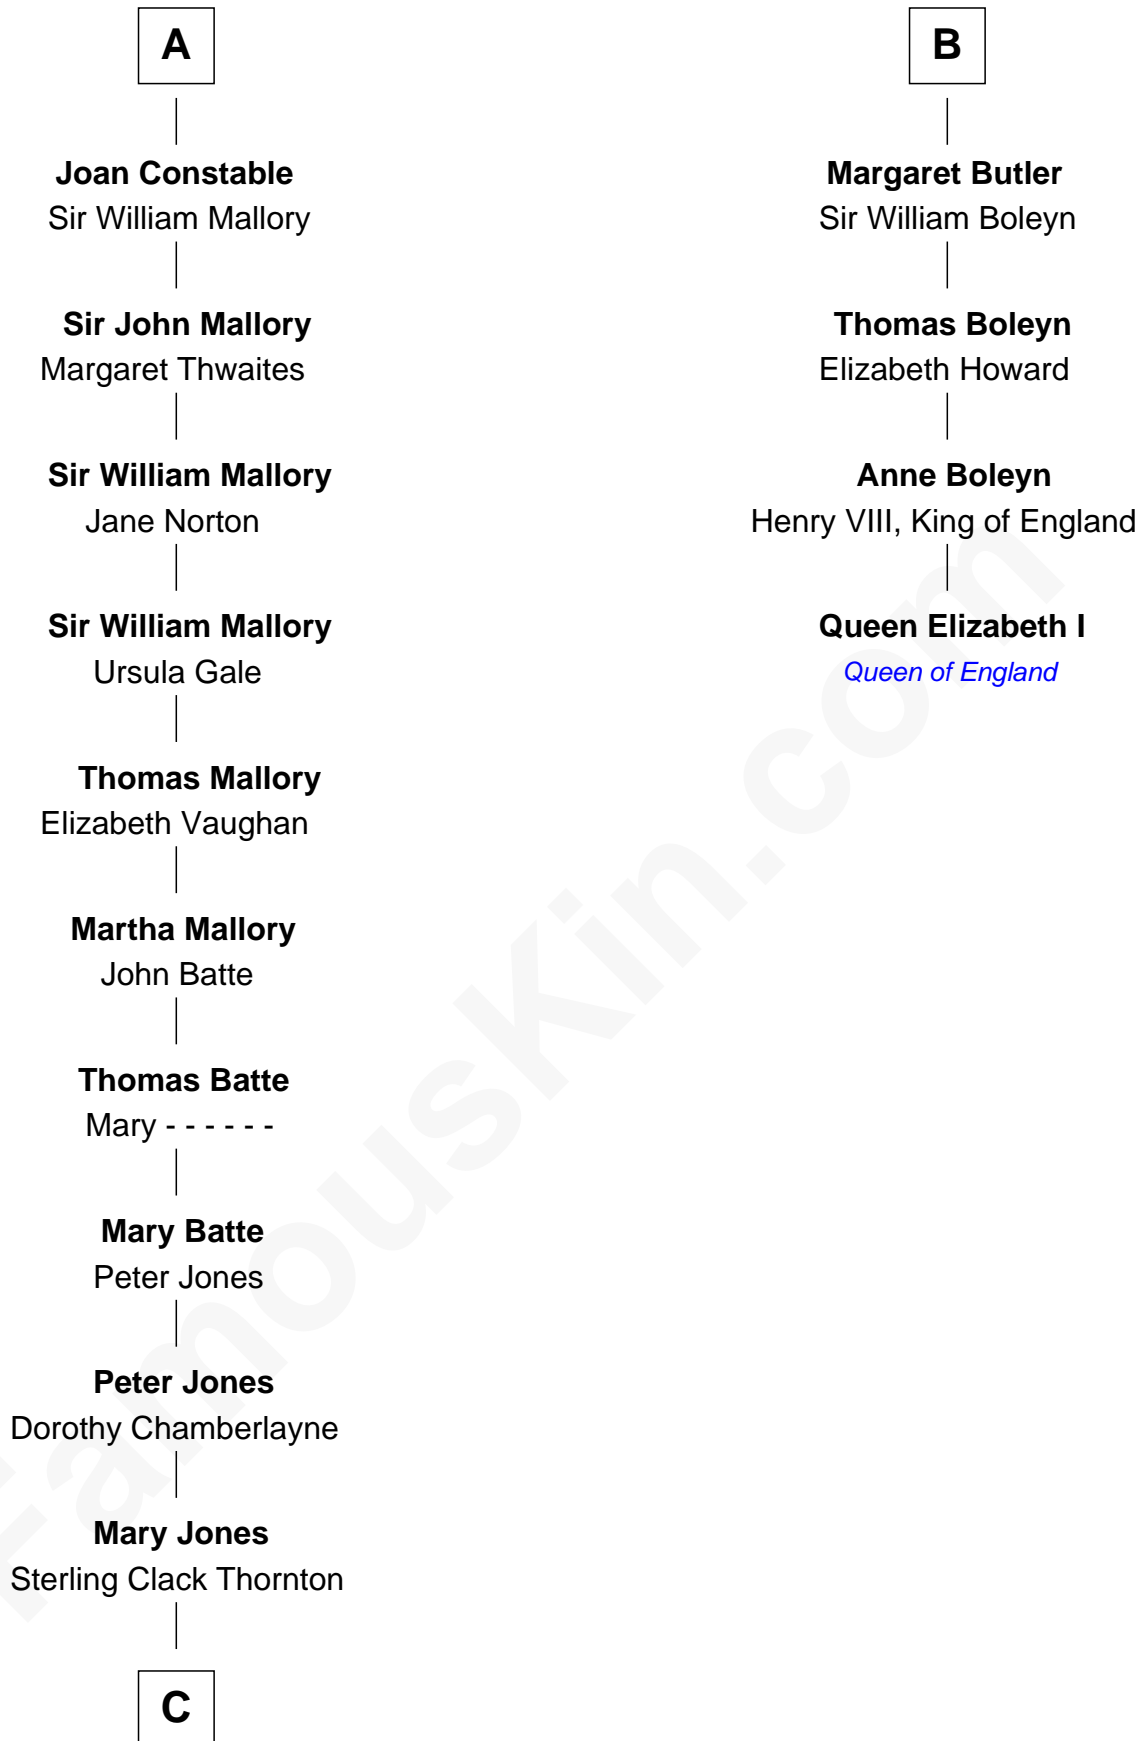 A
Joan Constable
Sir William Mallory
Sir John Mallory
Margaret Thwaites
Sir William Mallory
Jane Norton
Sir William Mallory
Ursula Gale
Thomas Mallory
Elizabeth Vaughan
Martha Mallory
John Batte
Thomas Batte
Mary - - - - - -
Mary Batte
Peter Jones
Peter Jones
Dorothy Chamberlayne
Mary Jones
Sterling Clack Thornton
C
B
Margaret Butler
Sir William Boleyn
Thomas Boleyn
Elizabeth Howard
Anne Boleyn
Henry VIII, King of England
Queen Elizabeth I
Queen of England
FamousKin.com